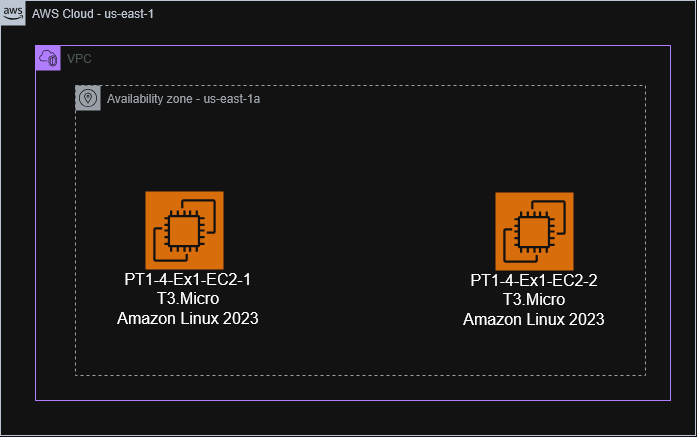 aws
AWS Cloud - us-east-1
VPC
Availability zone - us-east-1a
PT1-4-Ex1-EC2-1
T3.Micro
Amazon Linux 2023
PT1-4-Ex1-EC2-2
T3.Micro
Amazon Linux 2023